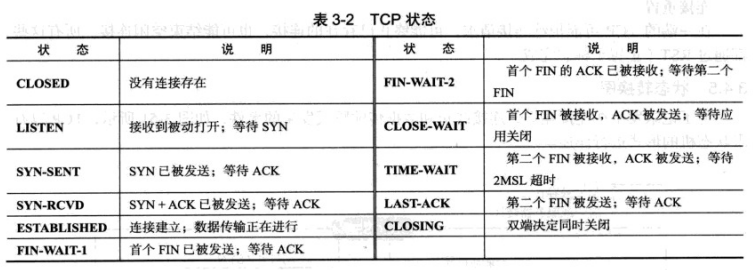 表 3-2 TCP 状态
状 态 说 明 状 态 说 明
CLOSED 没有连接存在 FIN-WAIT-2 首个 FIN 的 ACK 已被接收；等待第二个
FIN
LISTEN 接收到被动打开；等待 SYN CLOSE-WAIT 首个 FIN 被接收，ACK 被发送；等待应
用关闭
SYN-SENT SYN 已被发送；等待 ACK TIME-WAIT 第二个 FIN 被接收，ACK 被发送；等待
2MSL 超时
SYN-RCVD SYN + ACK 已被发送；等待 ACK LAST-ACK 第二个 FIN 被发送；等待 ACK
ESTABLISHED 连接建立；数据传输正在进行 CLOSING 双端决定同时关闭
FIN-WAIT-1 首个 FIN 已被发送；等待 ACK